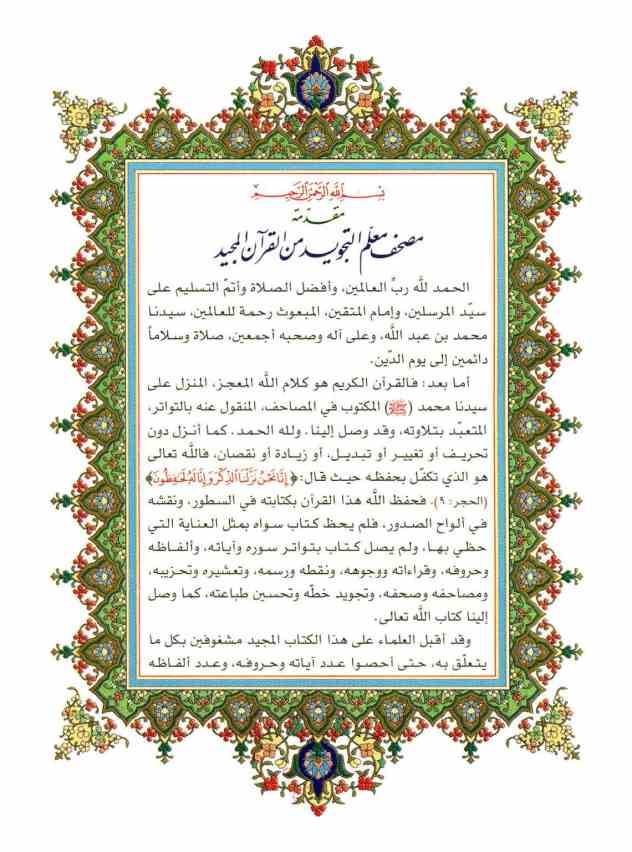 بِسْمِ اللَّهِ الرَّحْمَنِ الرَّحِيمِ
مقدّمة
مصحف معلّم التجويد من القرآن المجيد
الحمد للَّه ربِّ العالمين، وأفضل الصلاة وأتمّ التسليم على
سيّد المرسلين، وإمام المتقين، المبعوث رحمة للعالمين، سيدنا
محمد بن عبد اللَّه، وعلى آله وصحبه أجمعين، صلاة وسلاماً
دائمين إلى يوم الدّين.
أما بعد: فالقرآن الكريم هو كلام اللَّه المعجز، المنزل على
سيدنا محمد (ﷺ) المكتوب في المصاحف، المنقول عنه بالتواتر،
المتعبّد بتلاوته، وقد وصل إلينا. ولله الحمد. كما أنزل دون
تحريف أو تغيير أو تبديل، أو زيادة أو نقصان، فاللَّه تعالى
هو الذي تكفّل بحفظه حيث قال: ﴿إِنَّا نَحْنُ نَزَّلْنَا الذِّكْرَ وَإِنَّا لَهُ لَحَافِظُونَ﴾
(الحجر: ٩). فحفظ اللَّه هذا القرآن بكتابته في السطور، ونقشه
في ألواح الصدور، فلم يحظ كتاب سواه بمثل العناية التي
حظي بها، ولم يصل كتاب بتواتر سوره وآياته، وألفاظه
وحروفه، وقراءاته ووجوهه، ونقطه ورسمه، وتعشيره وتحزيبه،
ومصاحفه وصحفه، وتجويد خطّه وتحسين طباعته، كما وصل
إلينا كتاب اللَّه تعالى.
وقد أقبل العلماء على هذا الكتاب المجيد مشغوفين بكل ما
يتعلّق به، حتى أحصوا عدد آياته وحروفه، وعدد ألفاظه